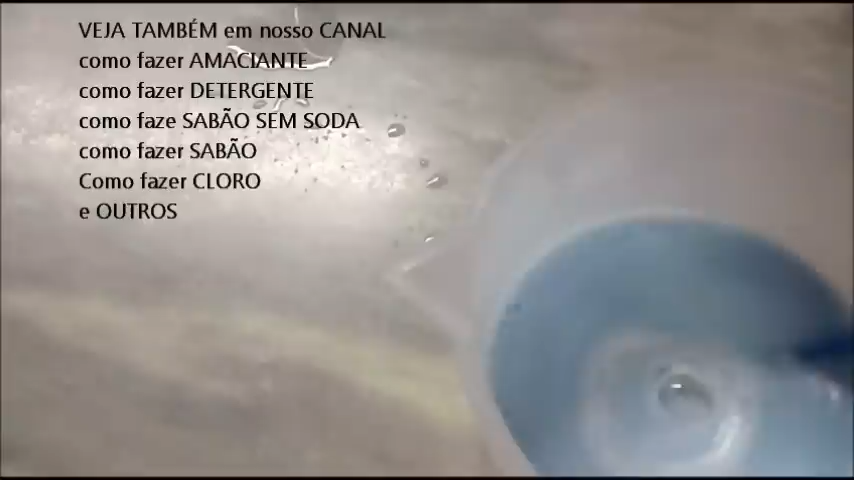 VEJA TAMBÉM em nosso CANAL
como fazer AMACIANTE
como fazer DETERGENTE
como faze SABÃO SEM SODA
como fazer SABÃO
Como fazer CLORO
e OUTROS